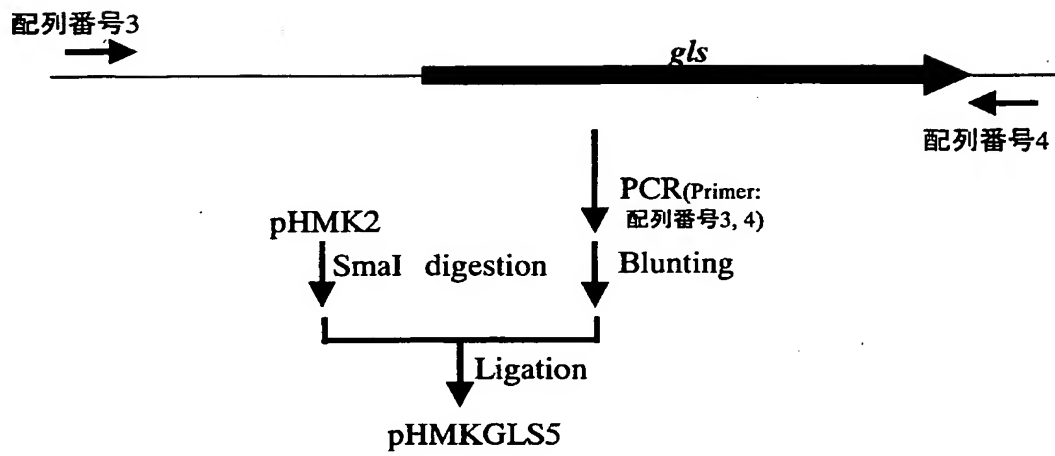 配列番号3
gls
配列番号4
PCR(Primer:
配列番号3, 4)
pHMK2
SmaI digestion
Blunting
Ligation
pHMKGLS5